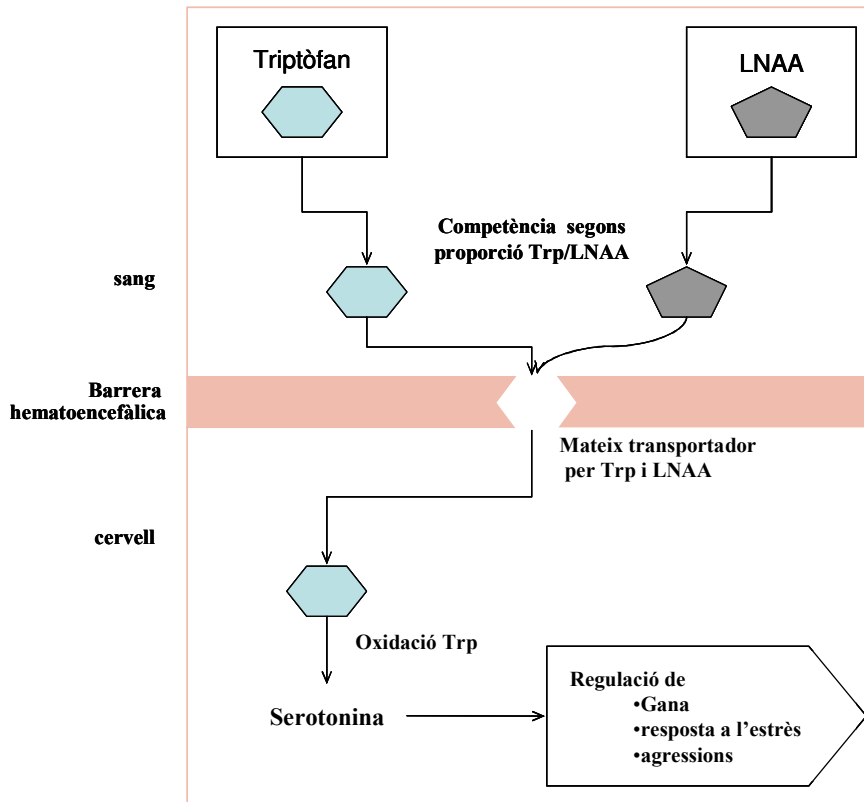 Triptòfan
LNAA
Competència segons
proporció Trp/LNAA
sang
Barrera
hematoencefàlica
Mateix transportador
per Trp i LNAA
cervell
Oxidació Trp
Serotonina
Regulació de
•Gana
•resposta a l’estrès
•agressions